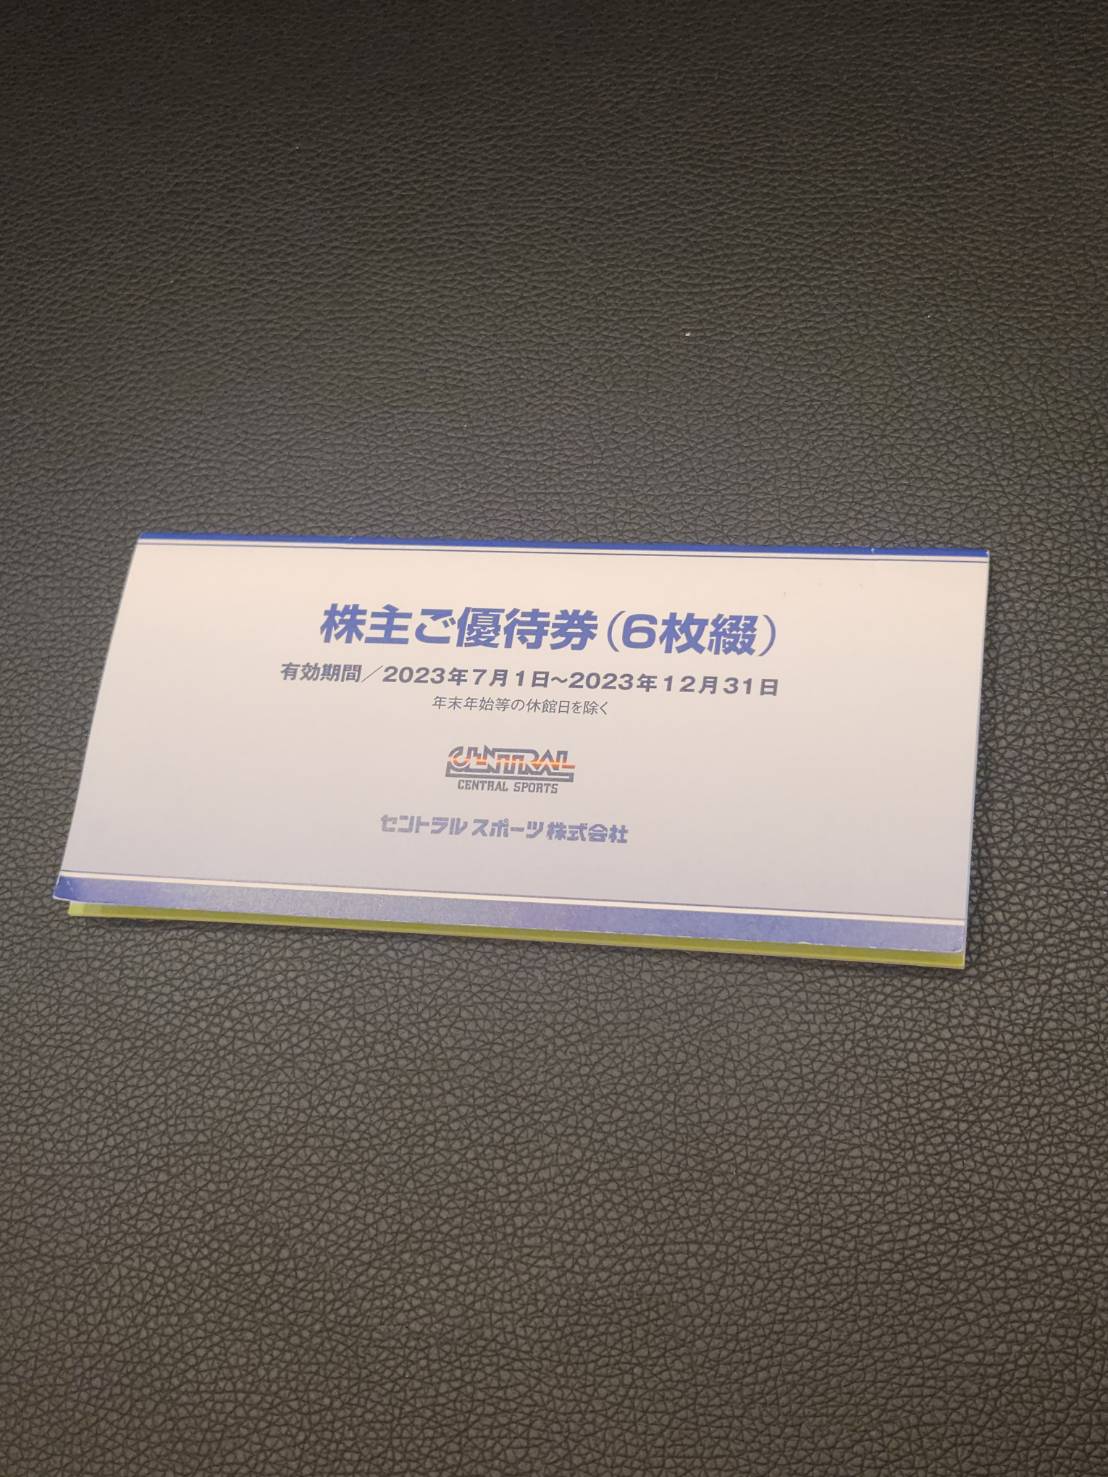 株主ご優待券（6枚綴）
有効期間／2023年7月1日～2023年12月31日
年末年始等の休館日を除く
CENTRAL
CENTRAL SPORTS
セントラルスポーツ株式会社